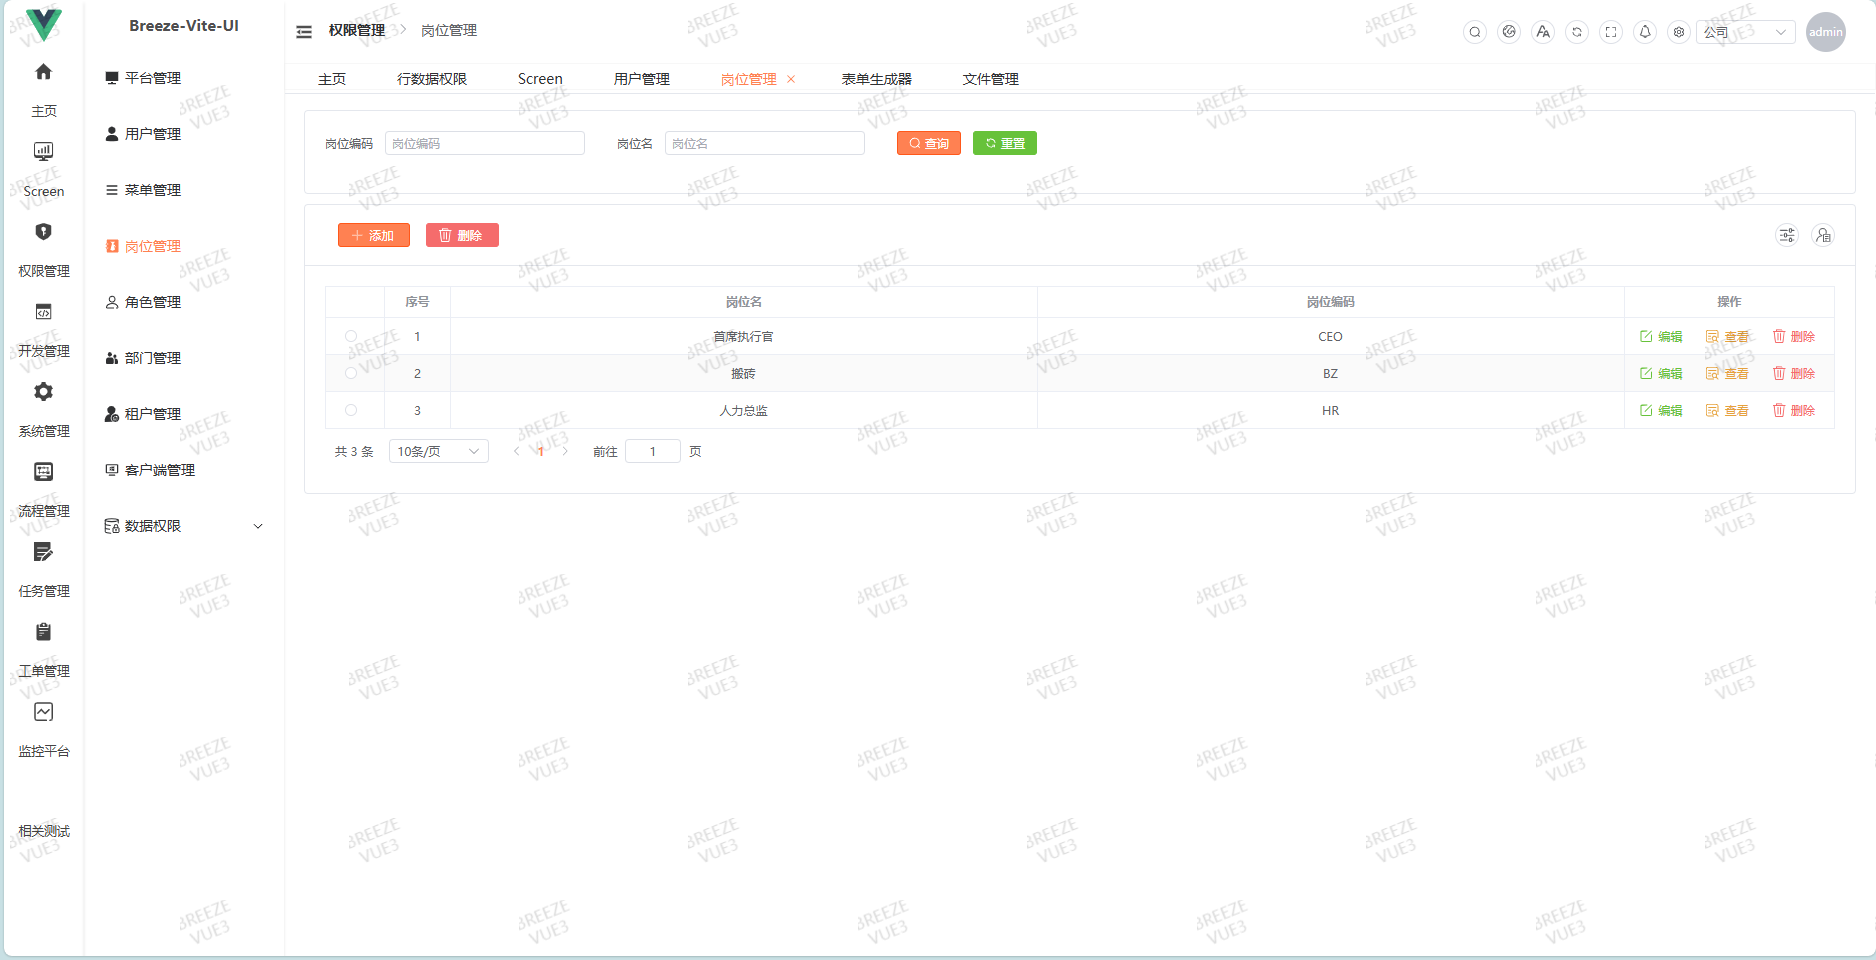 Breeze-Vite-UI
主页
Screen
权限管理
开发管理
系统管理
流程管理
任务管理
工单管理
监控平台
相关测试
平台管理
用户管理
菜单管理
岗位管理
角色管理
部门管理
租户管理
客户端管理
数据权限
权限管理 岗位管理
公司 admin
主页 行数据权限 Screen 用户管理 岗位管理 表单生成器 文件管理
岗位编码 岗位编码 岗位名 岗位名 查询 重置
添加 删除
序号 岗位名 岗位编码 操作
1 首席执行官 CEO 编辑 查看 删除
2 搬砖 BZ 编辑 查看 删除
3 人力总监 HR 编辑 查看 删除
共 3 条 10条/页 1 前往 1 页
BREEZE
VUE3